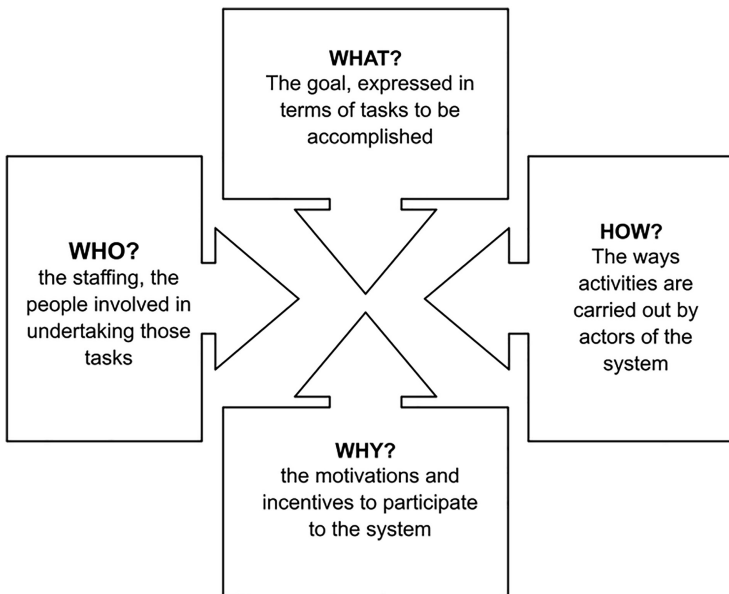 WHAT?
The goal, expressed in
terms of tasks to be
accomplished
WHO?
the staffing, the
people involved in
undertaking those
tasks
HOW?
The ways
activities are
carried out by
actors of the
system
WHY?
the motivations and
incentives to participate
to the system